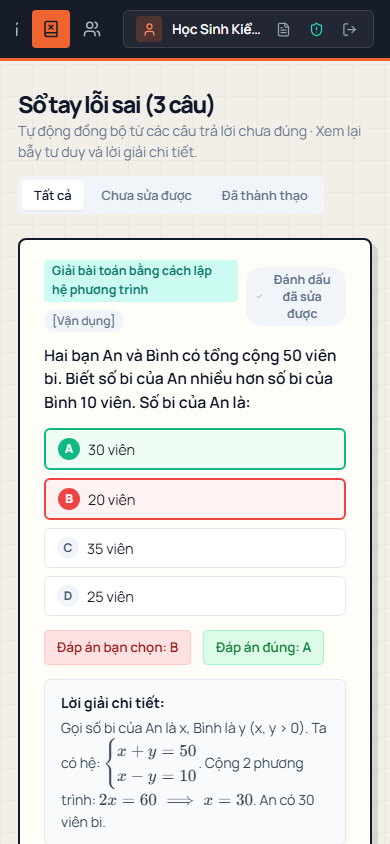 Học Sinh Kiể...
Sổ tay lỗi sai (3 câu)
Tự động đồng bộ từ các câu trả lời chưa đúng · Xem lại
bẫy tư duy và lời giải chi tiết.
Tất cả
Chưa sửa được
Đã thành thạo
Giải bài toán bằng cách lập
hệ phương trình
[Vận dụng]
Đánh dấu
đã sửa
được
Hai bạn An và Bình có tổng cộng 50 viên
bi. Biết số bi của An nhiều hơn số bi của
Bình 10 viên. Số bi của An là:
A 30 viên
B 20 viên
C 35 viên
D 25 viên
Đáp án bạn chọn: B
Đáp án đúng: A
Lời giải chi tiết:
Gọi số bi của An là x, Bình là y (x, y > 0). Ta
có hệ: { x + y = 50
x − y = 10 . Cộng 2 phương
trình: 2x = 60 ⟹ x = 30. An có 30
viên bi.